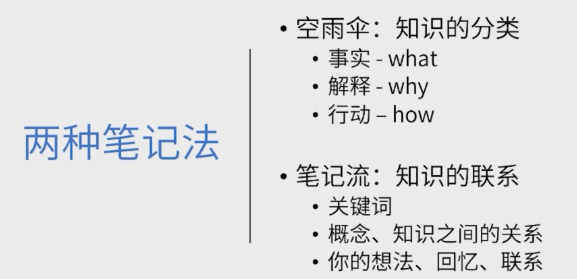 两种笔记法
• 空雨伞：知识的分类
• 事实 - what
• 解释 - why
• 行动 – how
• 笔记流：知识的联系
• 关键词
• 概念、知识之间的关系
• 你的想法、回忆、联系